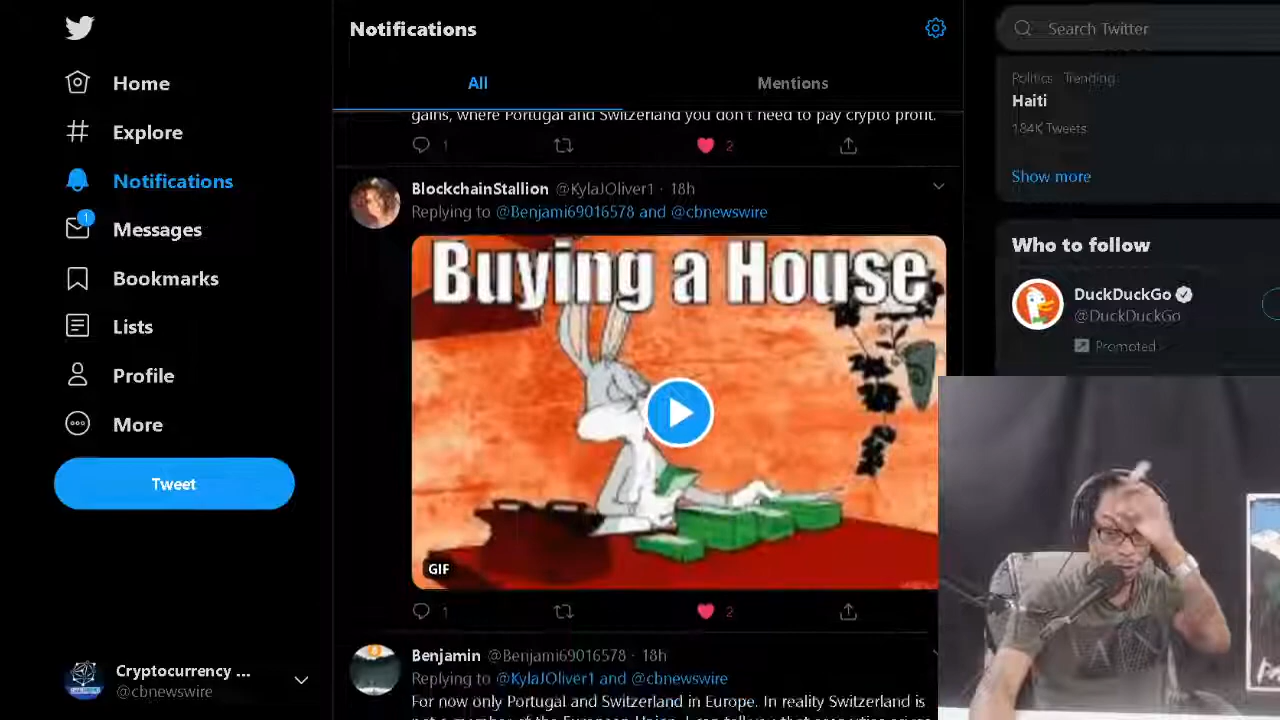 Notifications
Search Twitter
Home
All
Mentions
Politics · Trending
Haiti
184K Tweets
Show more
gains, where Portugal and Switzerland you don't need to pay crypto profit.
1
2
Explore
Notifications
1
Messages
Bookmarks
Lists
Profile
More
Tweet
BlockchainStallion @KylaJOliver1 · 18h
Replying to @Benjami69016578 and @cbnewswire
Buying a House
GIF
1
2
Who to follow
DuckDuckGo
@DuckDuckGo
Promoted
Benjamin @Benjami69016578 · 18h
Replying to @KylaJOliver1 and @cbnewswire
For now only Portugal and Switzerland in Europe. In reality Switzerland is
Cryptocurrency ...
@cbnewswire